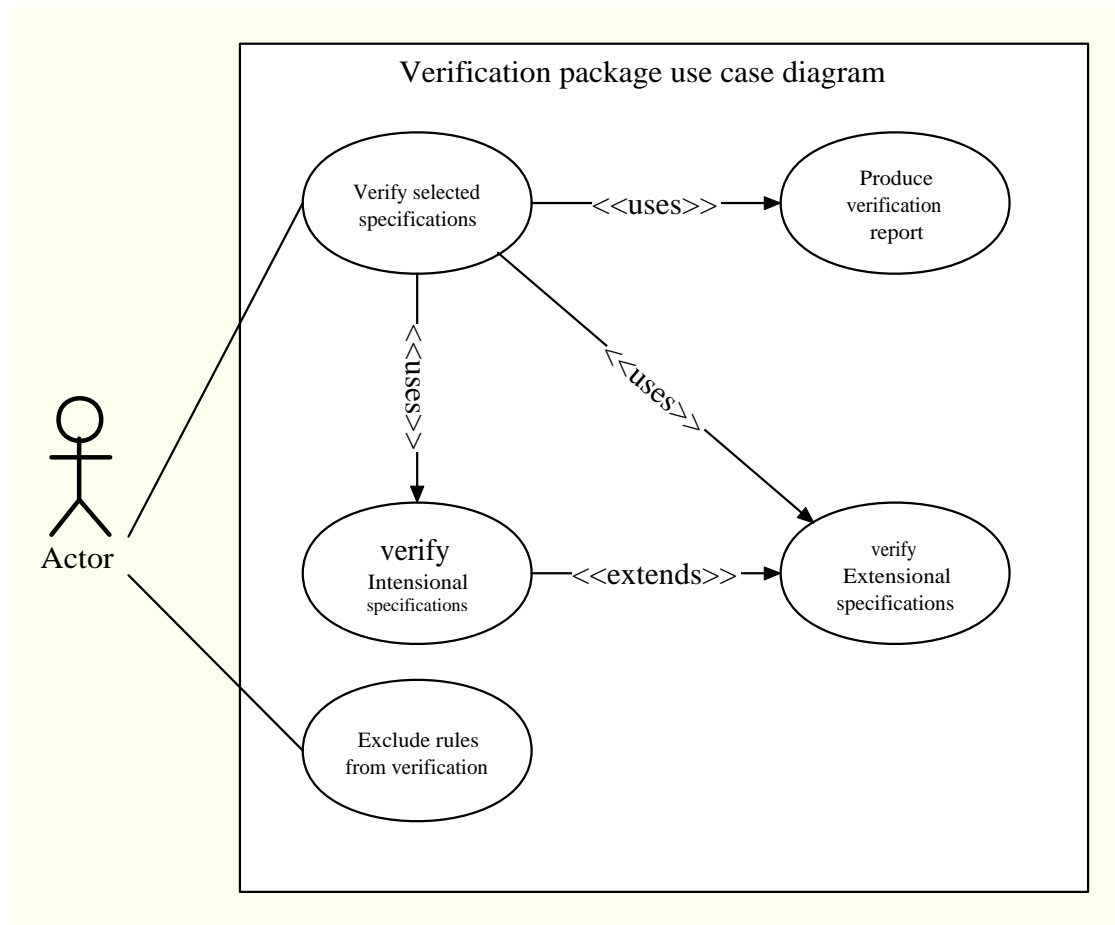 Verification package use case diagram
Verify selected
specifications
<<uses>>
Produce
verification
report
<<uses>>
<<uses>>
Actor
verify
Intensional
specifications
<<extends>>
verify
Extensional
specifications
Exclude rules
from verification